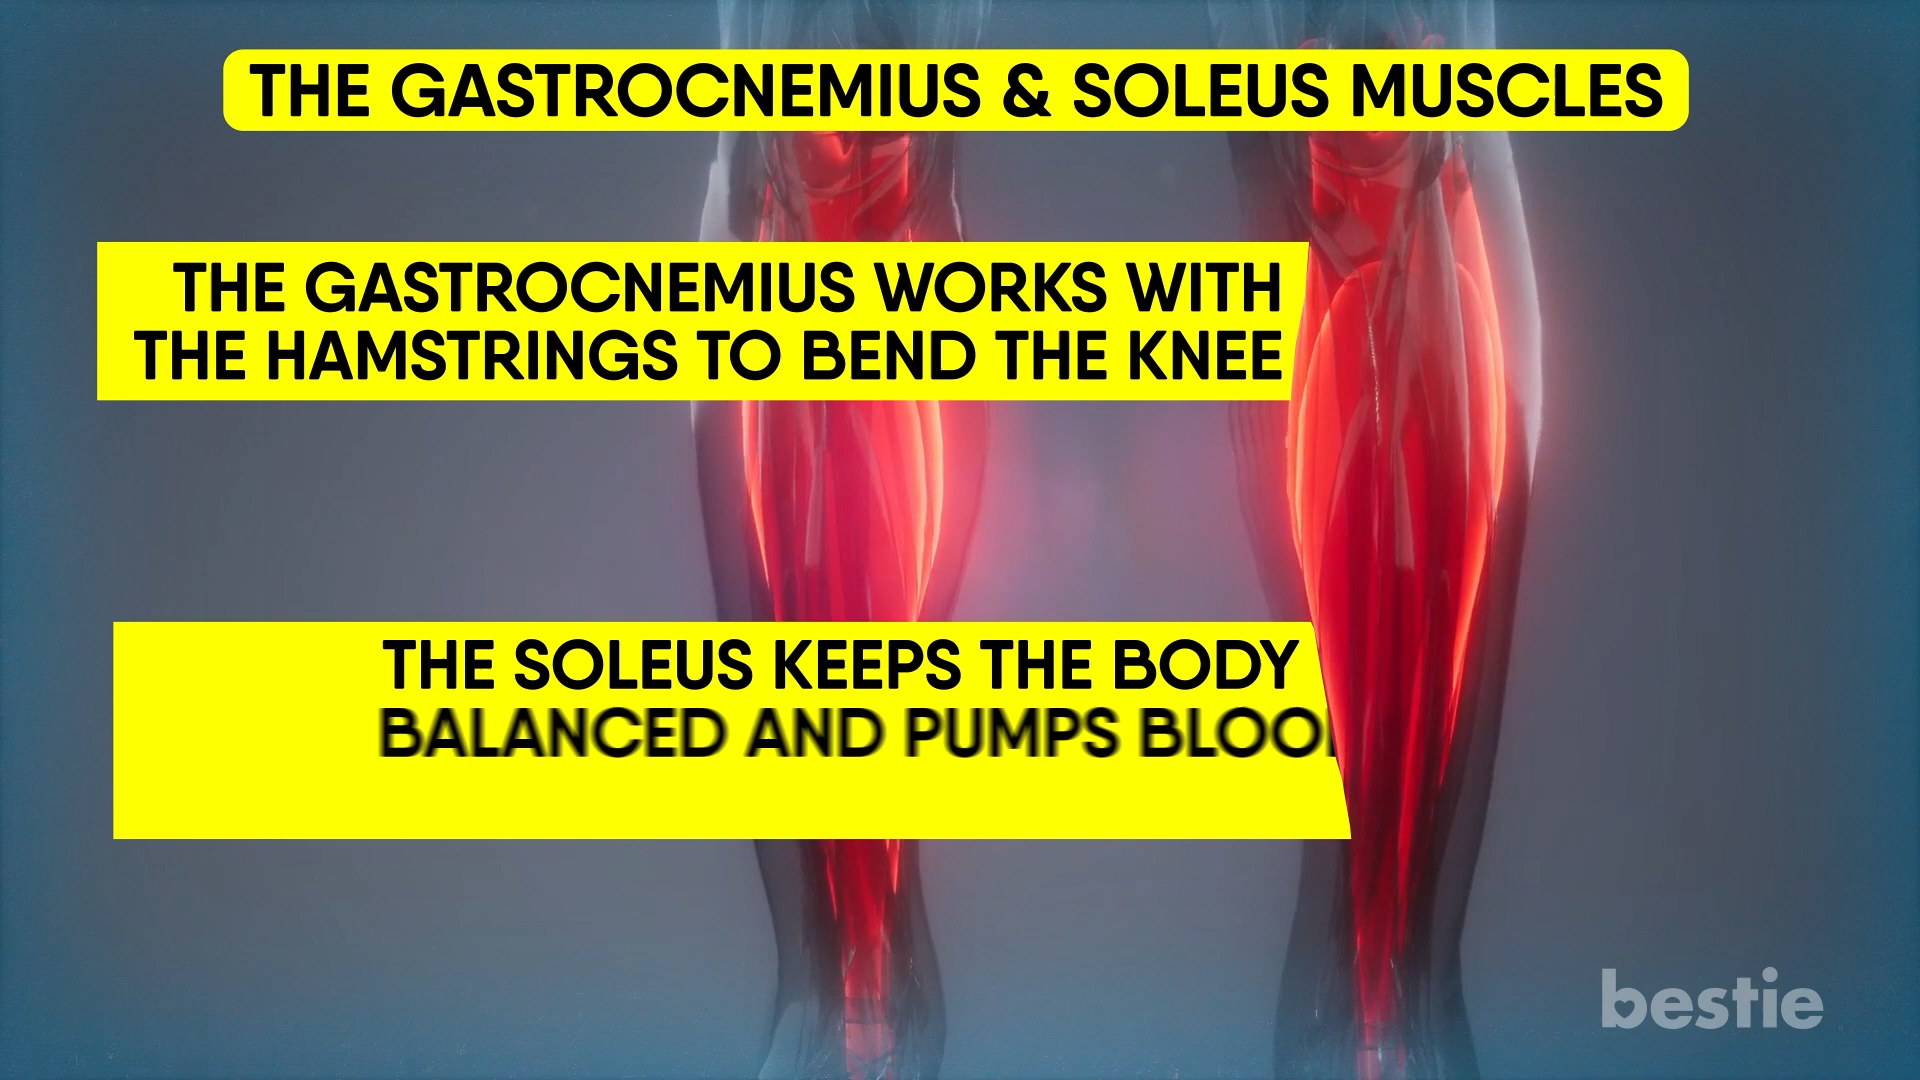 THE GASTROCNEMIUS & SOLEUS MUSCLES
THE GASTROCNEMIUS WORKS WITH
THE HAMSTRINGS TO BEND THE KNEE
THE SOLEUS KEEPS THE BODY
BALANCED AND PUMPS
bestie